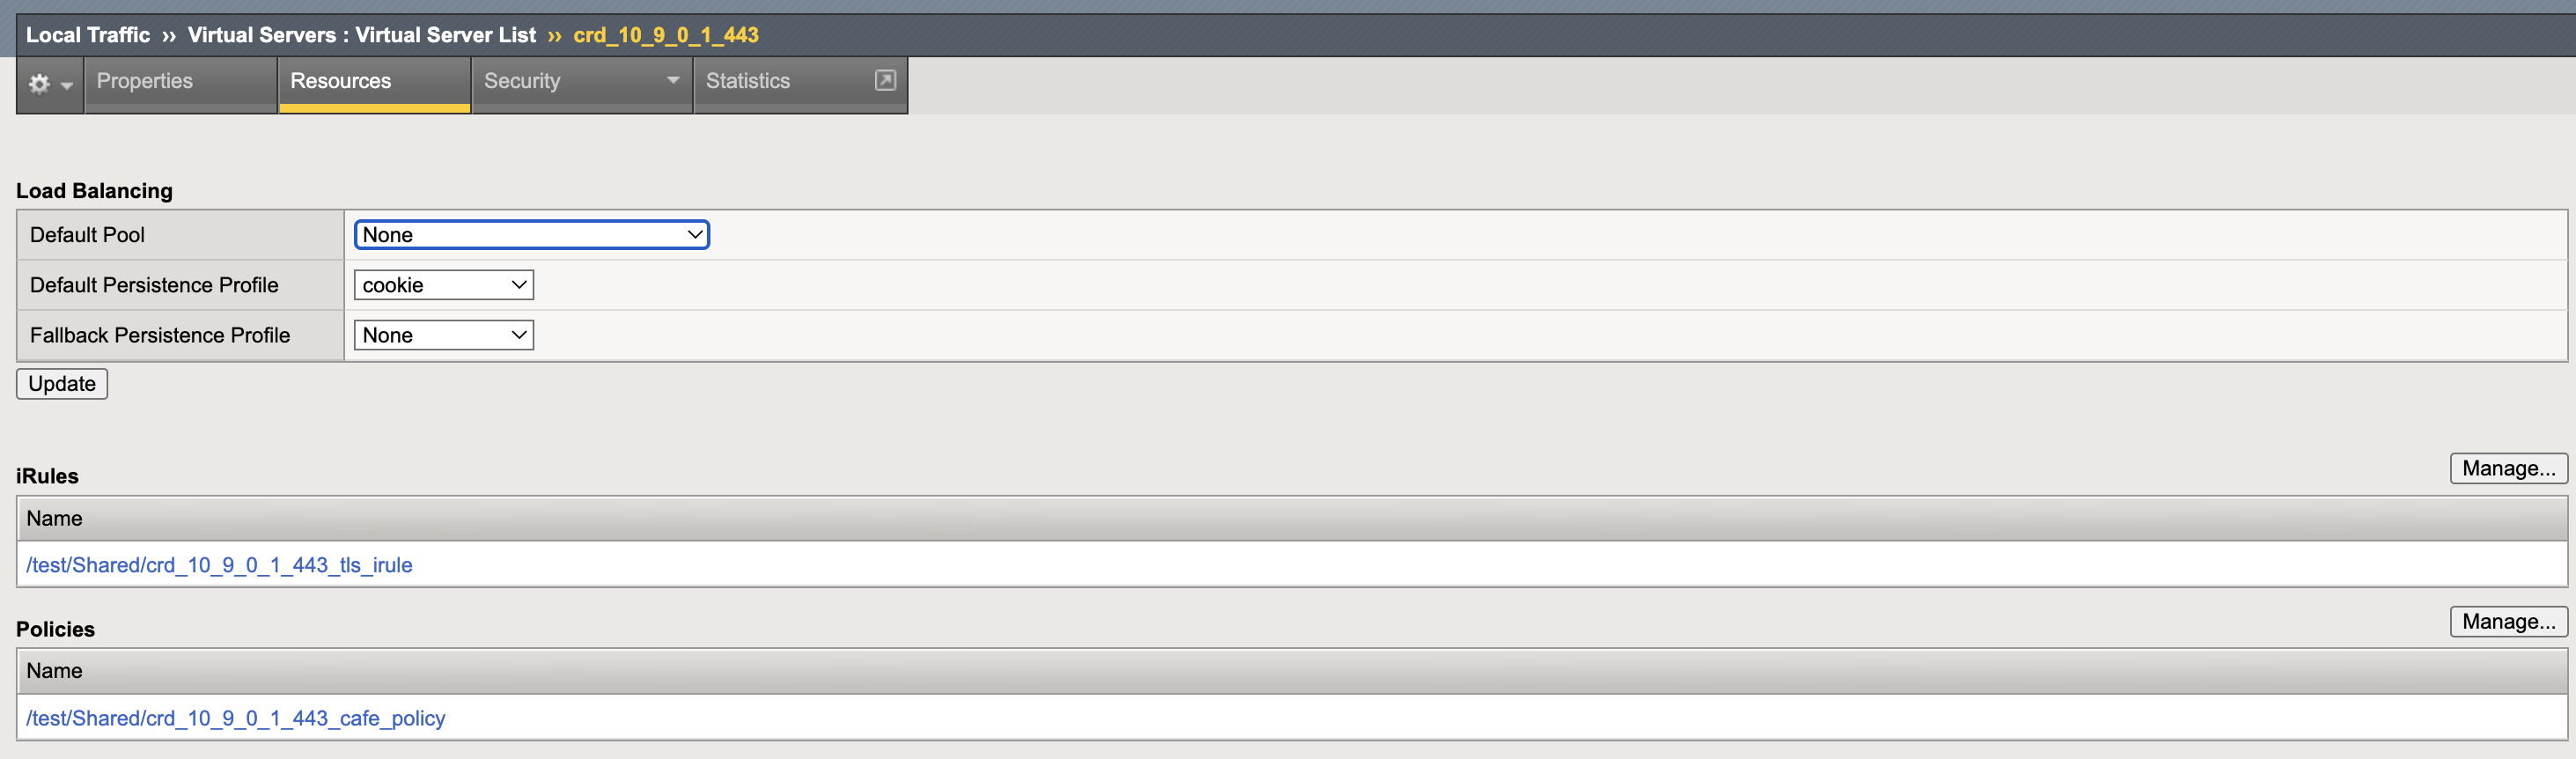 Local Traffic ›› Virtual Servers : Virtual Server List ›› crd_10_9_0_1_443
Properties Resources Security Statistics
Load Balancing
Default Pool None
Default Persistence Profile cookie
Fallback Persistence Profile None
Update
iRules Manage...
Name
/test/Shared/crd_10_9_0_1_443_tls_irule
Policies Manage...
Name
/test/Shared/crd_10_9_0_1_443_cafe_policy